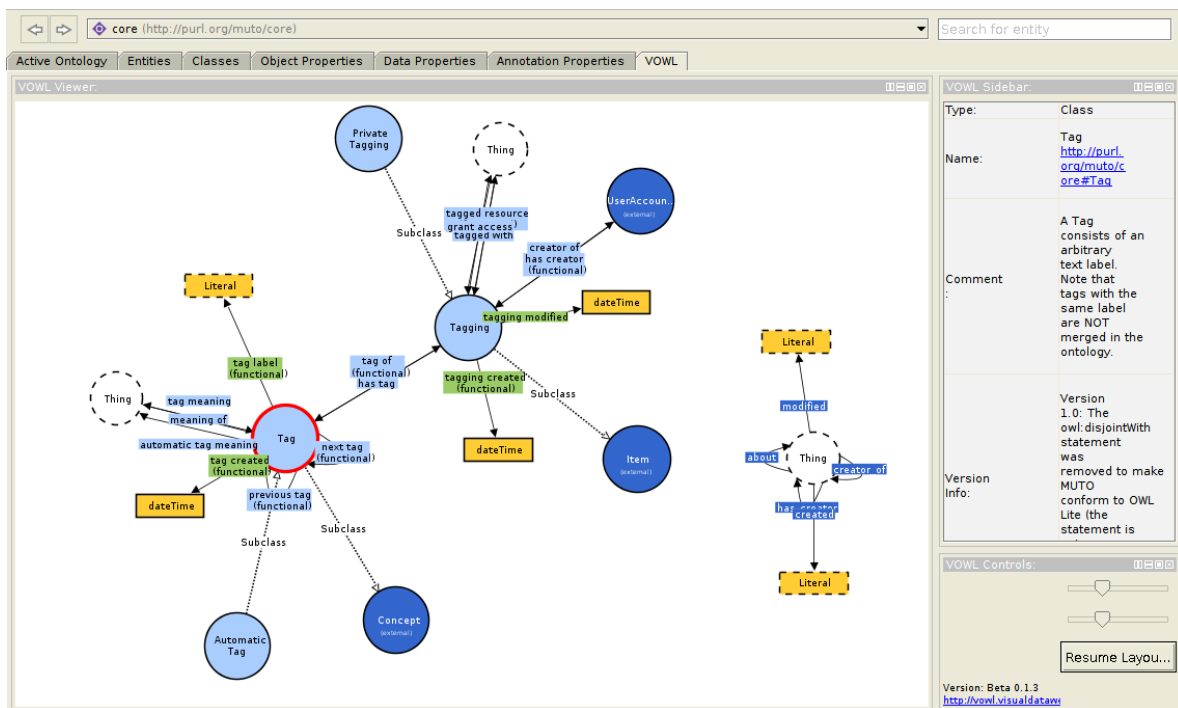 core (http://purl.org/muto/core)
Search for entity
Active Ontology
Entities
Classes
Object Properties
Data Properties
Annotation Properties
VOWL
VOWL Viewer:
Private
Tagging
Thing
UserAccoun...
(external)
tagged resource
grant access
tagged with
Subclass
creator of
has creator
(functional)
Literal
dateTime
tagging modified
Tagging
tag label
(functional)
tag of
(functional)
has tag
tagging created
(functional)
Subclass
Thing
tag meaning
meaning of
automatic tag meaning
Tag
next tag
(functional)
tag created
(functional)
dateTime
previous tag
(functional)
dateTime
Item
(external)
Subclass
Subclass
Concept
(external)
Automatic
Tag
Literal
modified
about
Thing
creator_of
has_creator
created
Literal
VOWL Sidebar:
Type:
Class
Name:
Tag
http://purl.
org/muto/c
ore#Tag
Comment
:
A Tag
consists of an
arbitrary
text label.
Note that
tags with the
same label
are NOT
merged in the
ontology.
Version
Info:
Version
1.0: The
owl:disjointWith
statement
was
removed to make
MUTO
conform to OWL
Lite (the
statement is
VOWL Controls:
Resume Layou...
Version: Beta 0.1.3
http://vowl.visualdatawe